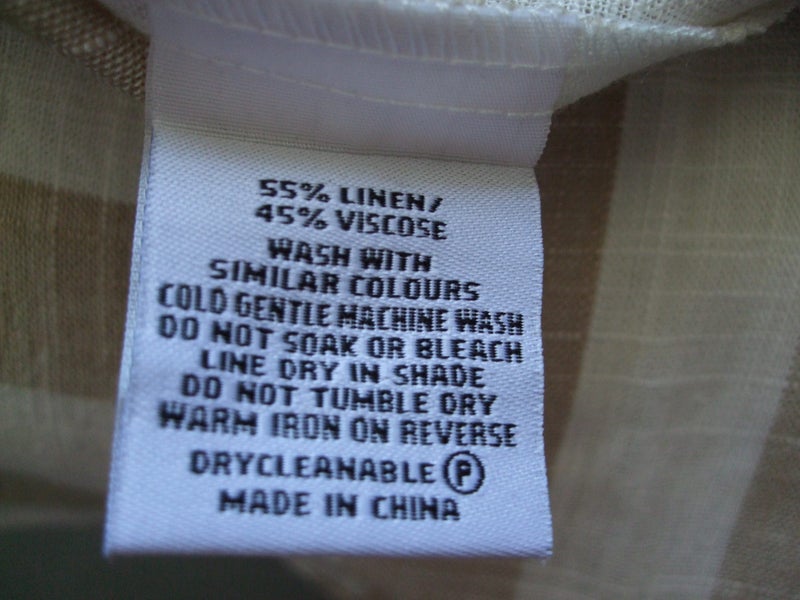 55% LINEN/
45% VISCOSE
WASH WITH
SIMILAR COLOURS
COLD GENTLE MACHINE WASH
DO NOT SOAK OR BLEACH
LINE DRY IN SHADE
DO NOT TUMBLE DRY
WARM IRON ON REVERSE
DRYCLEANABLE Ⓟ
MADE IN CHINA